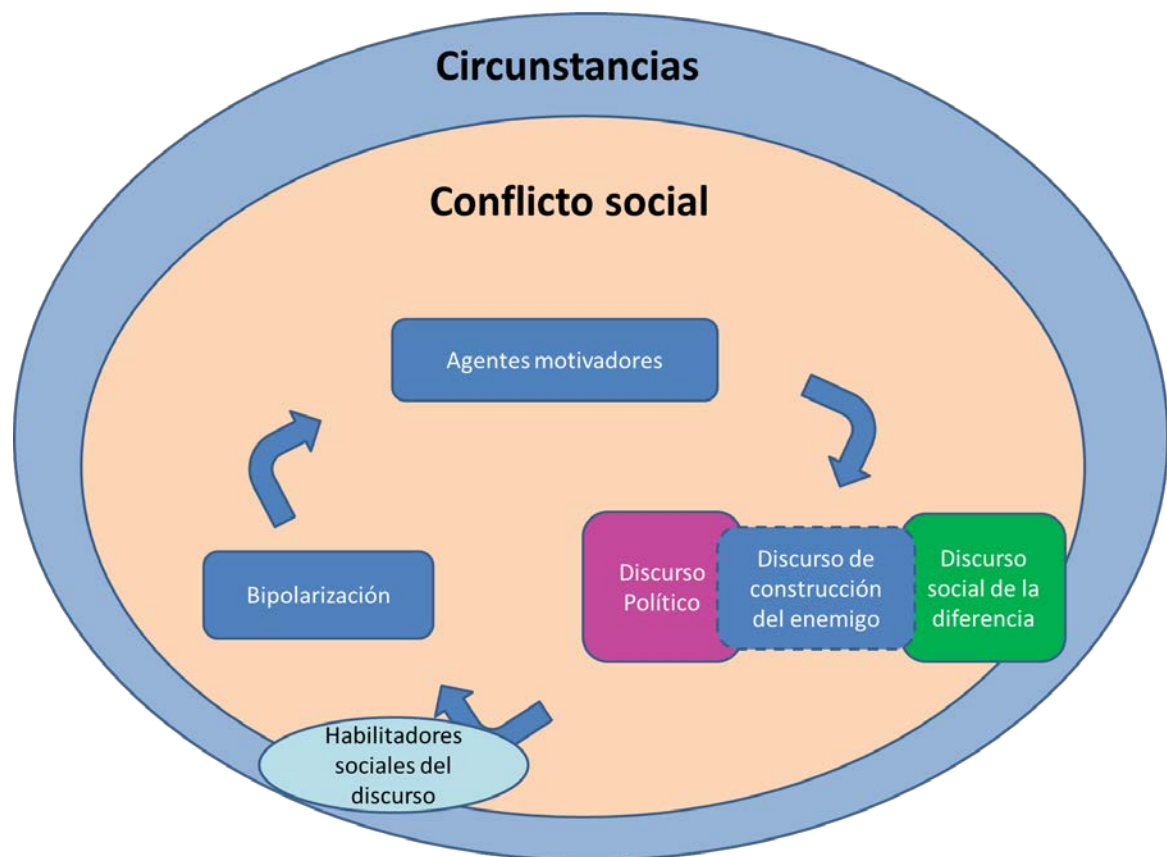 Circunstancias
Conflicto social
Agentes motivadores
Bipolarización
Discurso
Político
Discurso de
construcción
del enemigo
Discurso
social de la
diferencia
Habilitadores
sociales del
discurso